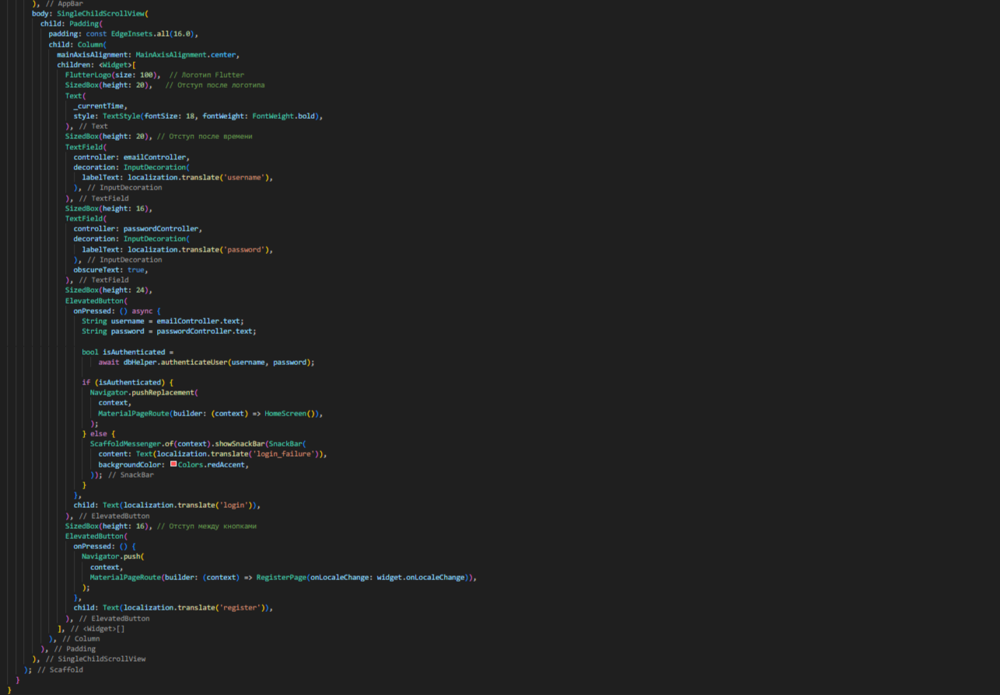 ), // AppBar
body: SingleChildScrollView(
child: Padding(
padding: const EdgeInsets.all(16.0),
child: Column(
mainAxisAlignment: MainAxisAlignment.center,
children: <Widget>[
FlutterLogo(size: 100),  // Логотип Flutter
SizedBox(height: 20),   // Отступ после логотипа
Text(
_currentTime,
style: TextStyle(fontSize: 18, fontWeight: FontWeight.bold),
), // Text
SizedBox(height: 20), // Отступ после времени
TextField(
controller: emailController,
decoration: InputDecoration(
labelText: localization.translate('username'),
), // InputDecoration
), // TextField
SizedBox(height: 16),
TextField(
controller: passwordController,
decoration: InputDecoration(
labelText: localization.translate('password'),
), // InputDecoration
obscureText: true,
), // TextField
SizedBox(height: 24),
ElevatedButton(
onPressed: () async {
String username = emailController.text;
String password = passwordController.text;
bool isAuthenticated =
await dbHelper.authenticateUser(username, password);
if (isAuthenticated) {
Navigator.pushReplacement(
context,
MaterialPageRoute(builder: (context) => HomeScreen()),
);
} else {
ScaffoldMessenger.of(context).showSnackBar(SnackBar(
content: Text(localization.translate('login_failure')),
backgroundColor: Colors.redAccent,
)); // SnackBar
}
},
child: Text(localization.translate('login')),
), // ElevatedButton
SizedBox(height: 16), // Отступ между кнопками
ElevatedButton(
onPressed: () {
Navigator.push(
context,
MaterialPageRoute(builder: (context) => RegisterPage(onLocaleChange: widget.onLocaleChange)),
);
},
child: Text(localization.translate('register')),
), // ElevatedButton
], // <Widget>[]
), // Column
), // Padding
), // SingleChildScrollView
); // Scaffold
}
}